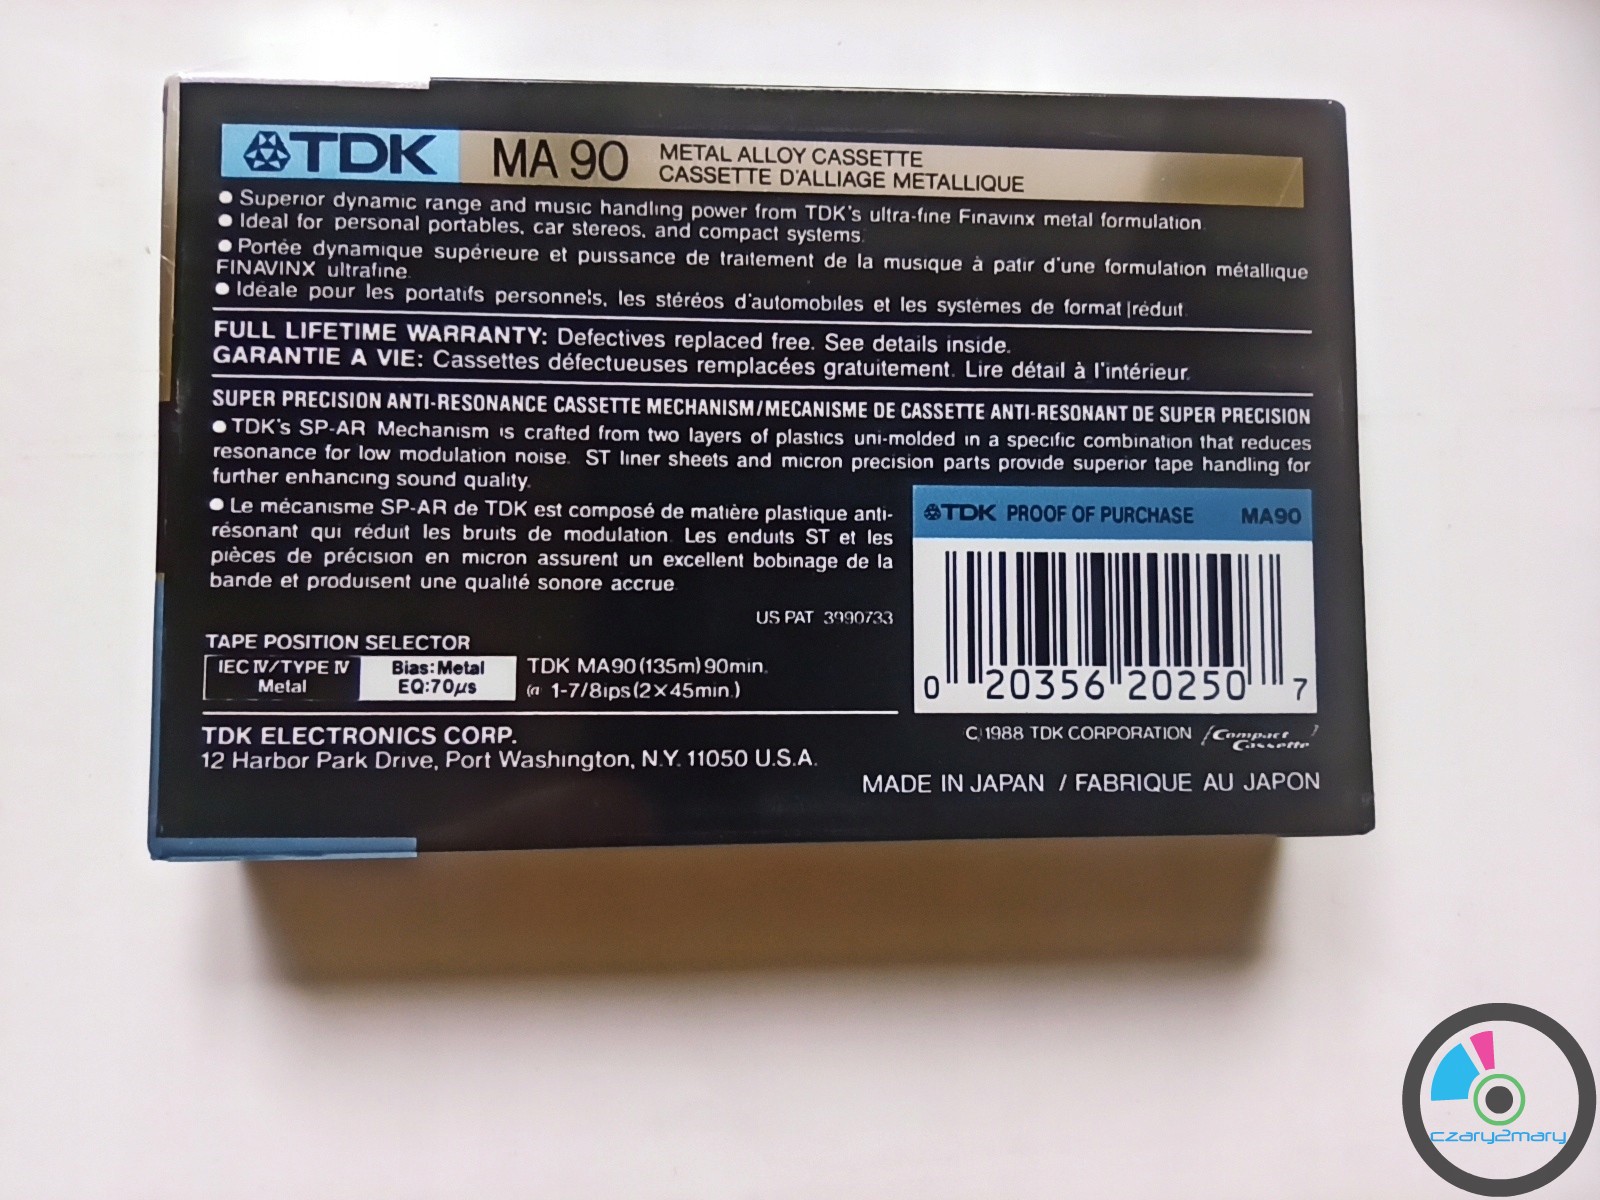 TDK MA 90 METAL ALLOY CASSETTE
CASSETTE D'ALLIAGE METALLIQUE
● Superior dynamic range and music handling power from TDK's ultra-fine Finavinx metal formulation.
● Ideal for personal portables, car stereos, and compact systems.
● Portée dynamique supérieure et puissance de traitement de la musique à patir d'une formulation métallique
FINAVINX ultrafine.
● Idéale pour les portatifs personnels, les stéréos d'automobiles et les systèmes de format réduit.
FULL LIFETIME WARRANTY: Defectives replaced free. See details inside.
GARANTIE A VIE: Cassettes défectueuses remplacées gratuitement. Lire détail à l'intérieur.
SUPER PRECISION ANTI-RESONANCE CASSETTE MECHANISM/MECANISME DE CASSETTE ANTI-RESONANT DE SUPER PRECISION
● TDK's SP-AR Mechanism is crafted from two layers of plastics uni-molded in a specific combination that reduces
resonance for low modulation noise. ST liner sheets and micron precision parts provide superior tape handling for
further enhancing sound quality.
● Le mécanisme SP-AR de TDK est composé de matière plastique anti-
résonant qui réduit les bruits de modulation. Les enduits ST et les
pièces de précision en micron assurent un excellent bobinage de la
bande et produisent une qualité sonore accrue.
US PAT 3990733
TDK PROOF OF PURCHASE MA90
0 20356 20250 7
TAPE POSITION SELECTOR
IEC IV/TYPE IV
Metal
Bias: Metal
EQ: 70μs
TDK MA90 (135m) 90min.
@ 1-7/8ips (2×45min.)
TDK ELECTRONICS CORP.
12 Harbor Park Drive, Port Washington, N.Y. 11050 U.S.A.
© 1988 TDK CORPORATION Compact
Cassette
MADE IN JAPAN / FABRIQUE AU JAPON
czary2mary